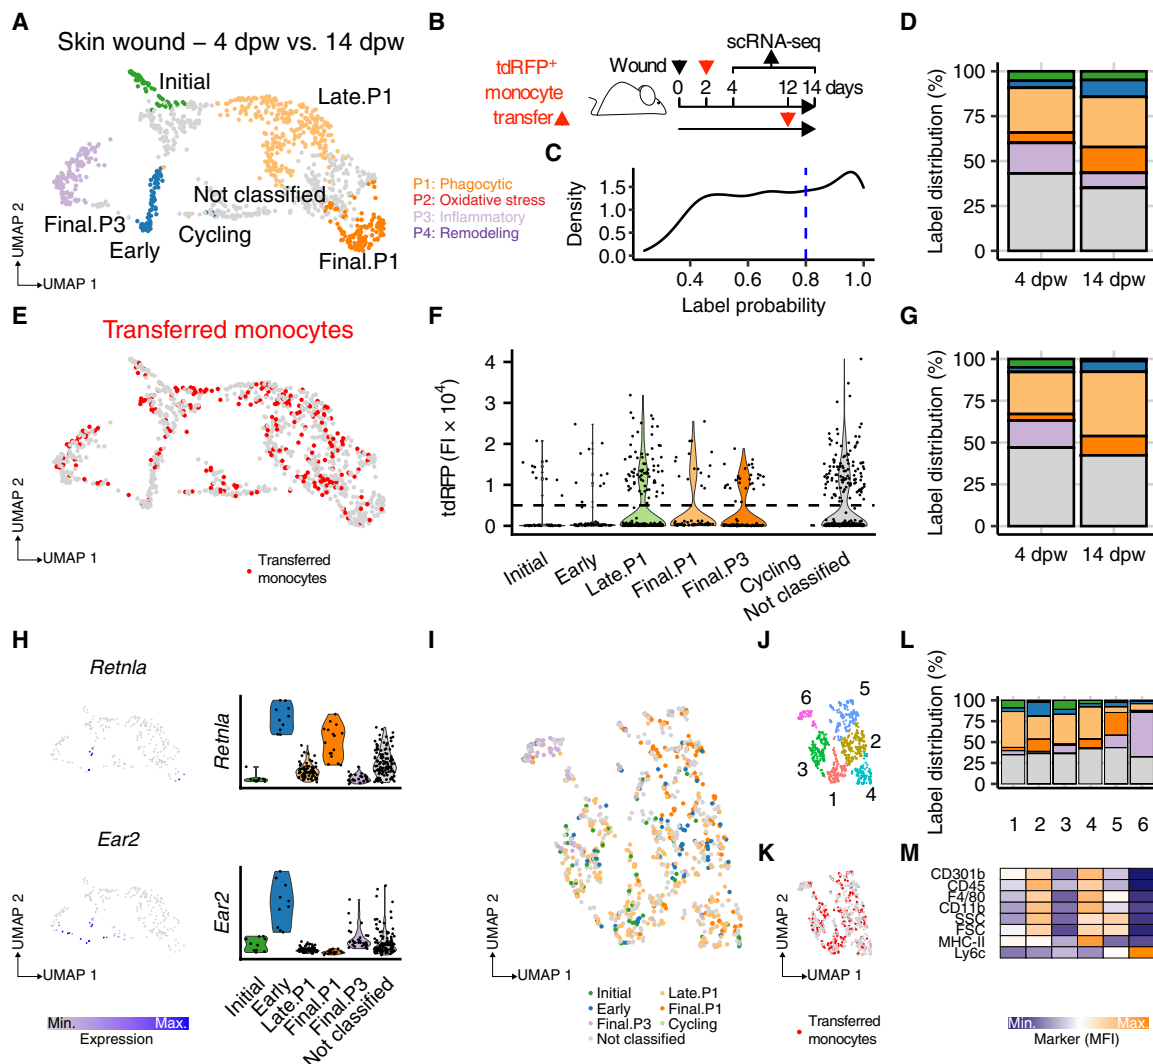 A
Skin wound – 4 dpw vs. 14 dpw
Initial
Late.P1
Not classified
Final.P3
Early
Cycling
Final.P1
UMAP 2
UMAP 1
P1: Phagocytic
P2: Oxidative stress
P3: Inflammatory
P4: Remodeling
B
tdRFP+
monocyte
transfer
Wound
scRNA-seq
0 2 4 12 14 days
C
Density
1.5
1.0
0.5
0.0
0.4 0.6 0.8 1.0
Label probability
D
Label distribution (%)
100
75
50
25
0
4 dpw 14 dpw
E
Transferred monocytes
UMAP 2
UMAP 1
Transferred
monocytes
F
tdRFP (FI × 10⁴)
4
3
2
1
0
Initial
Early
Late.P1
Final.P1
Final.P3
Cycling
Not classified
G
Label distribution (%)
100
75
50
25
0
4 dpw 14 dpw
H
Retnla
Retnla
Ear2
Ear2
UMAP 2
UMAP 1
Min. Max.
Expression
Initial
Early
Late.P1
Final.P1
Final.P3
Not classified
I
UMAP 2
UMAP 1
Initial
Early
Final.P3
Not classified
Late.P1
Final.P1
Cycling
J
5
6
2
3
1
4
K
UMAP 2
UMAP 1
Transferred
monocytes
L
Label distribution (%)
100
75
50
25
0
1 2 3 4 5 6
M
CD301b
CD45
F4/80
CD11b
SSC
FSC
MHC-II
Ly6c
Min. Max.
Marker (MFI)